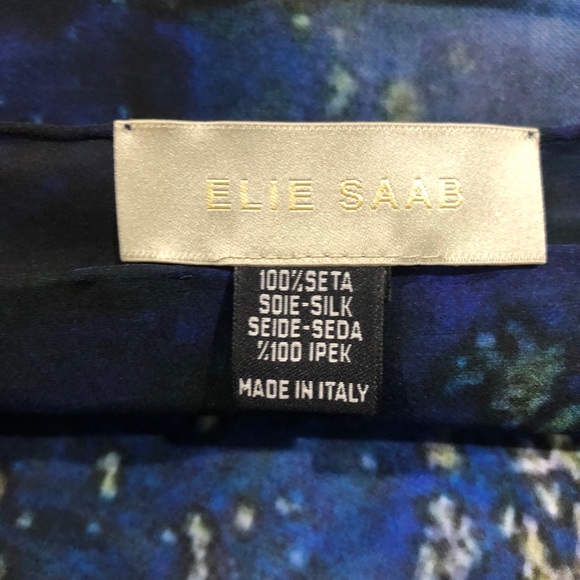 ELIE SAAB
100%SETA
SOIE-SILK
SEIDE-SEDA
%100 IPEK
MADE IN ITALY